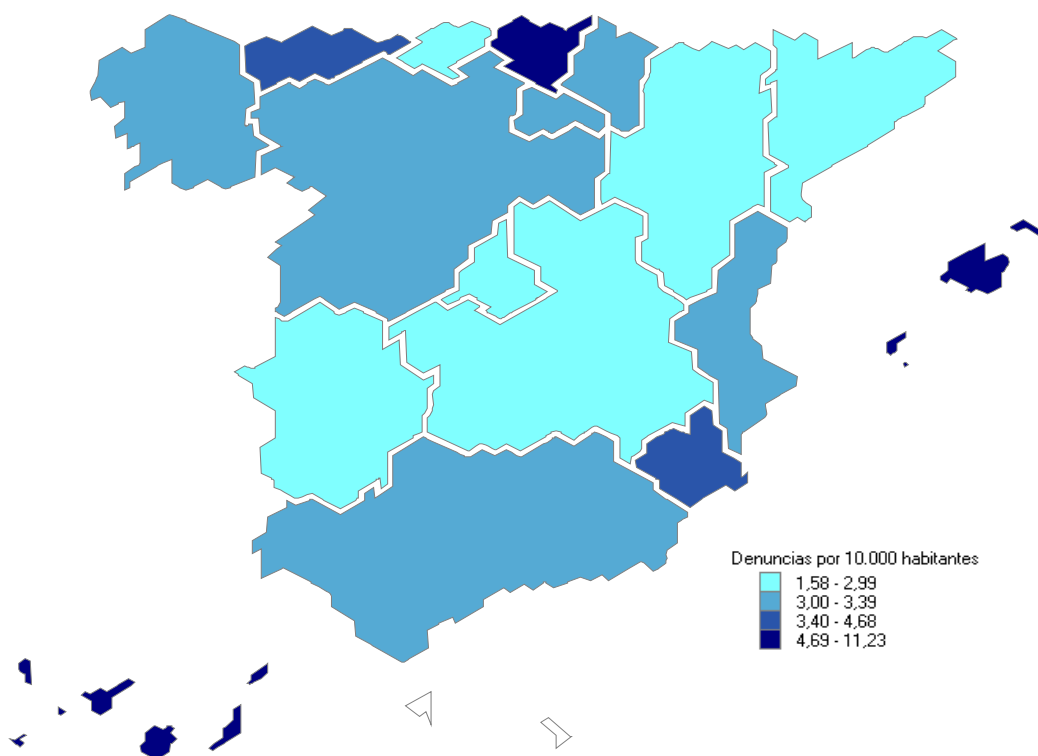 Denuncias por 10.000 habitantes
1,58 - 2,99
3,00 - 3,39
3,40 - 4,68
4,69 - 11,23